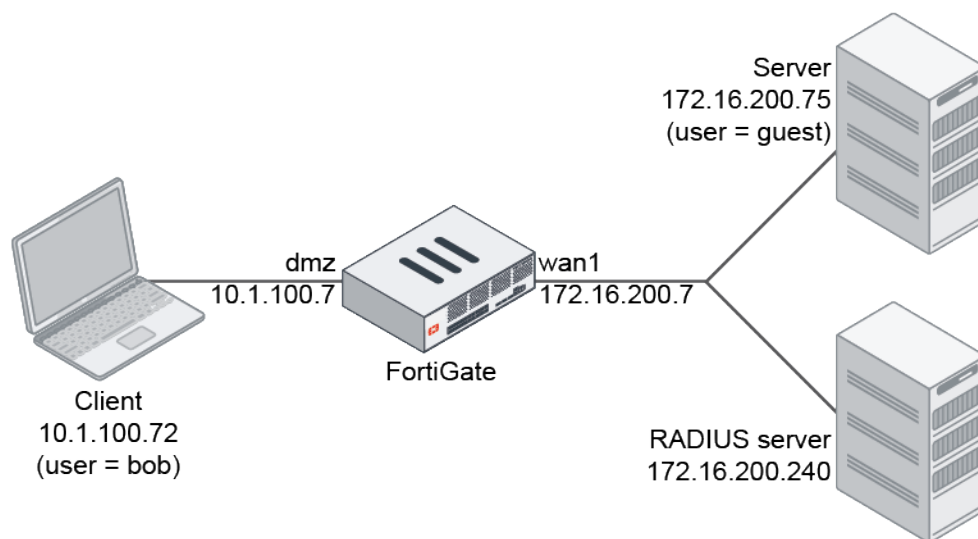 Server
172.16.200.75
(user = guest)
dmz
10.1.100.7
wan1
172.16.200.7
FortiGate
Client
10.1.100.72
(user = bob)
RADIUS server
172.16.200.240